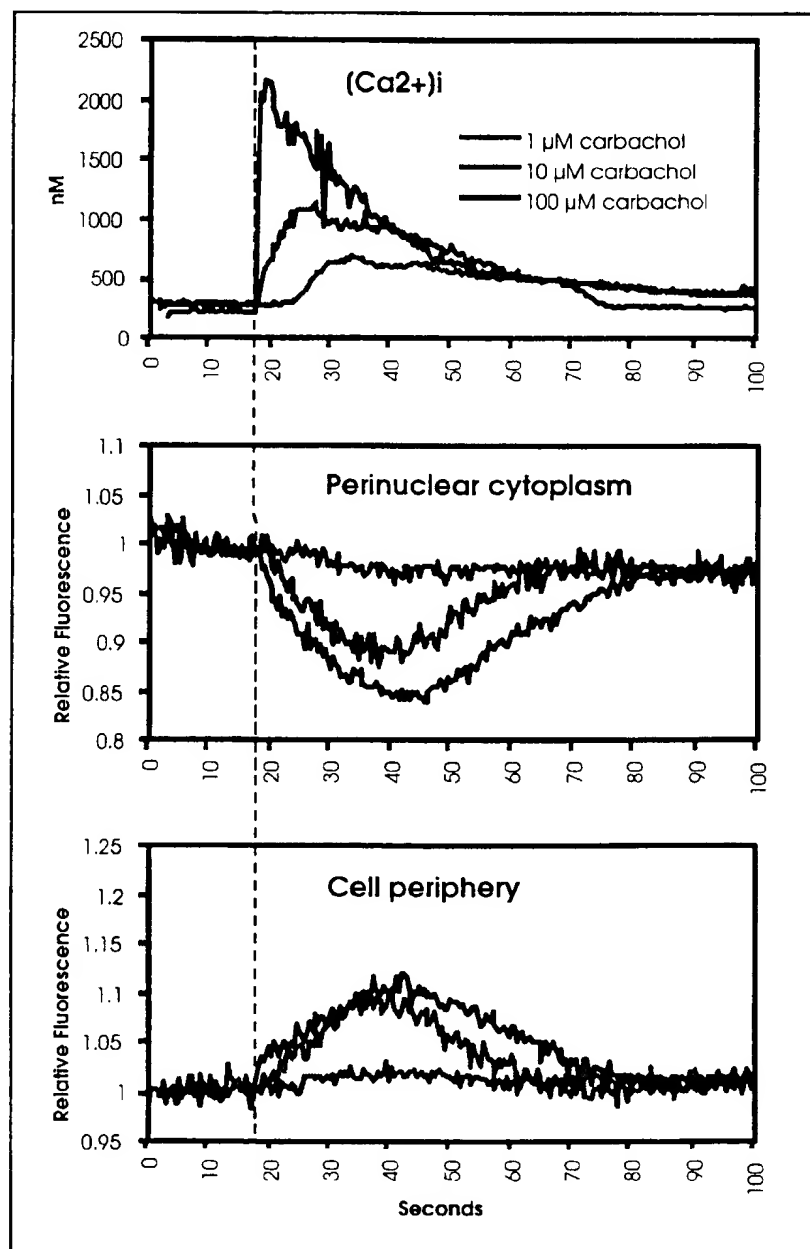 (Ca2+)i
nM
2500
2000
1500
1000
500
0
1 µM carbachol
10 µM carbachol
100 µM carbachol
0 10 20 30 40 50 60 70 80 90 100
Perinuclear cytoplasm
Relative Fluorescence
1.1
1.05
1
0.95
0.9
0.85
0.8
0 10 20 30 40 50 60 70 80 90 100
Cell periphery
Relative Fluorescence
1.25
1.2
1.15
1.1
1.05
1
0.95
0 10 20 30 40 50 60 70 80 90 100
Seconds